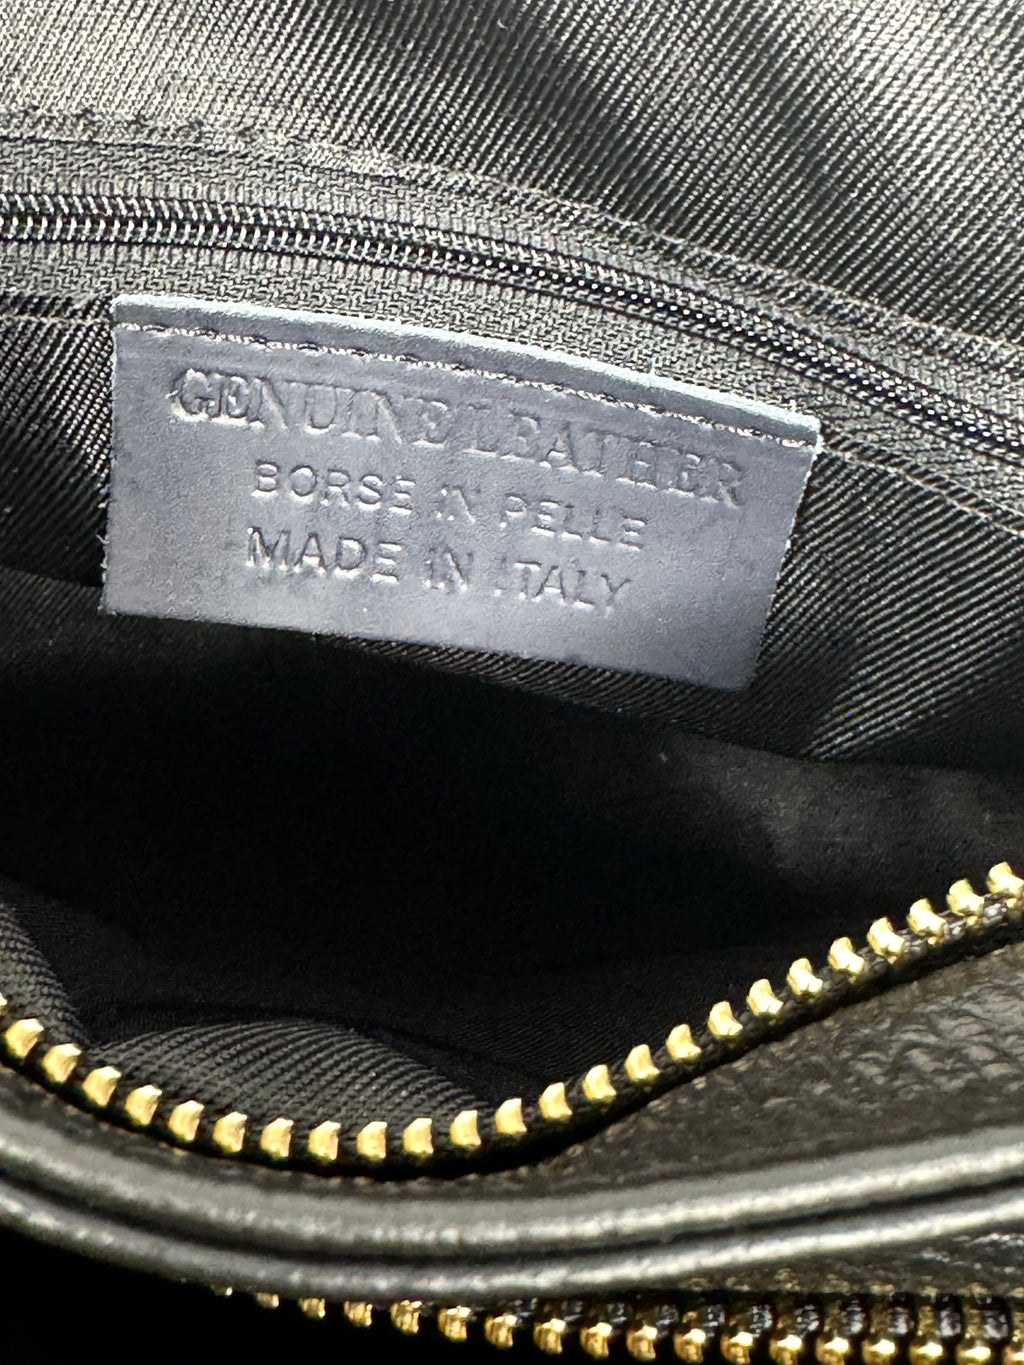 GENUINE LEATHER
BORSE IN PELLE
MADE IN ITALY